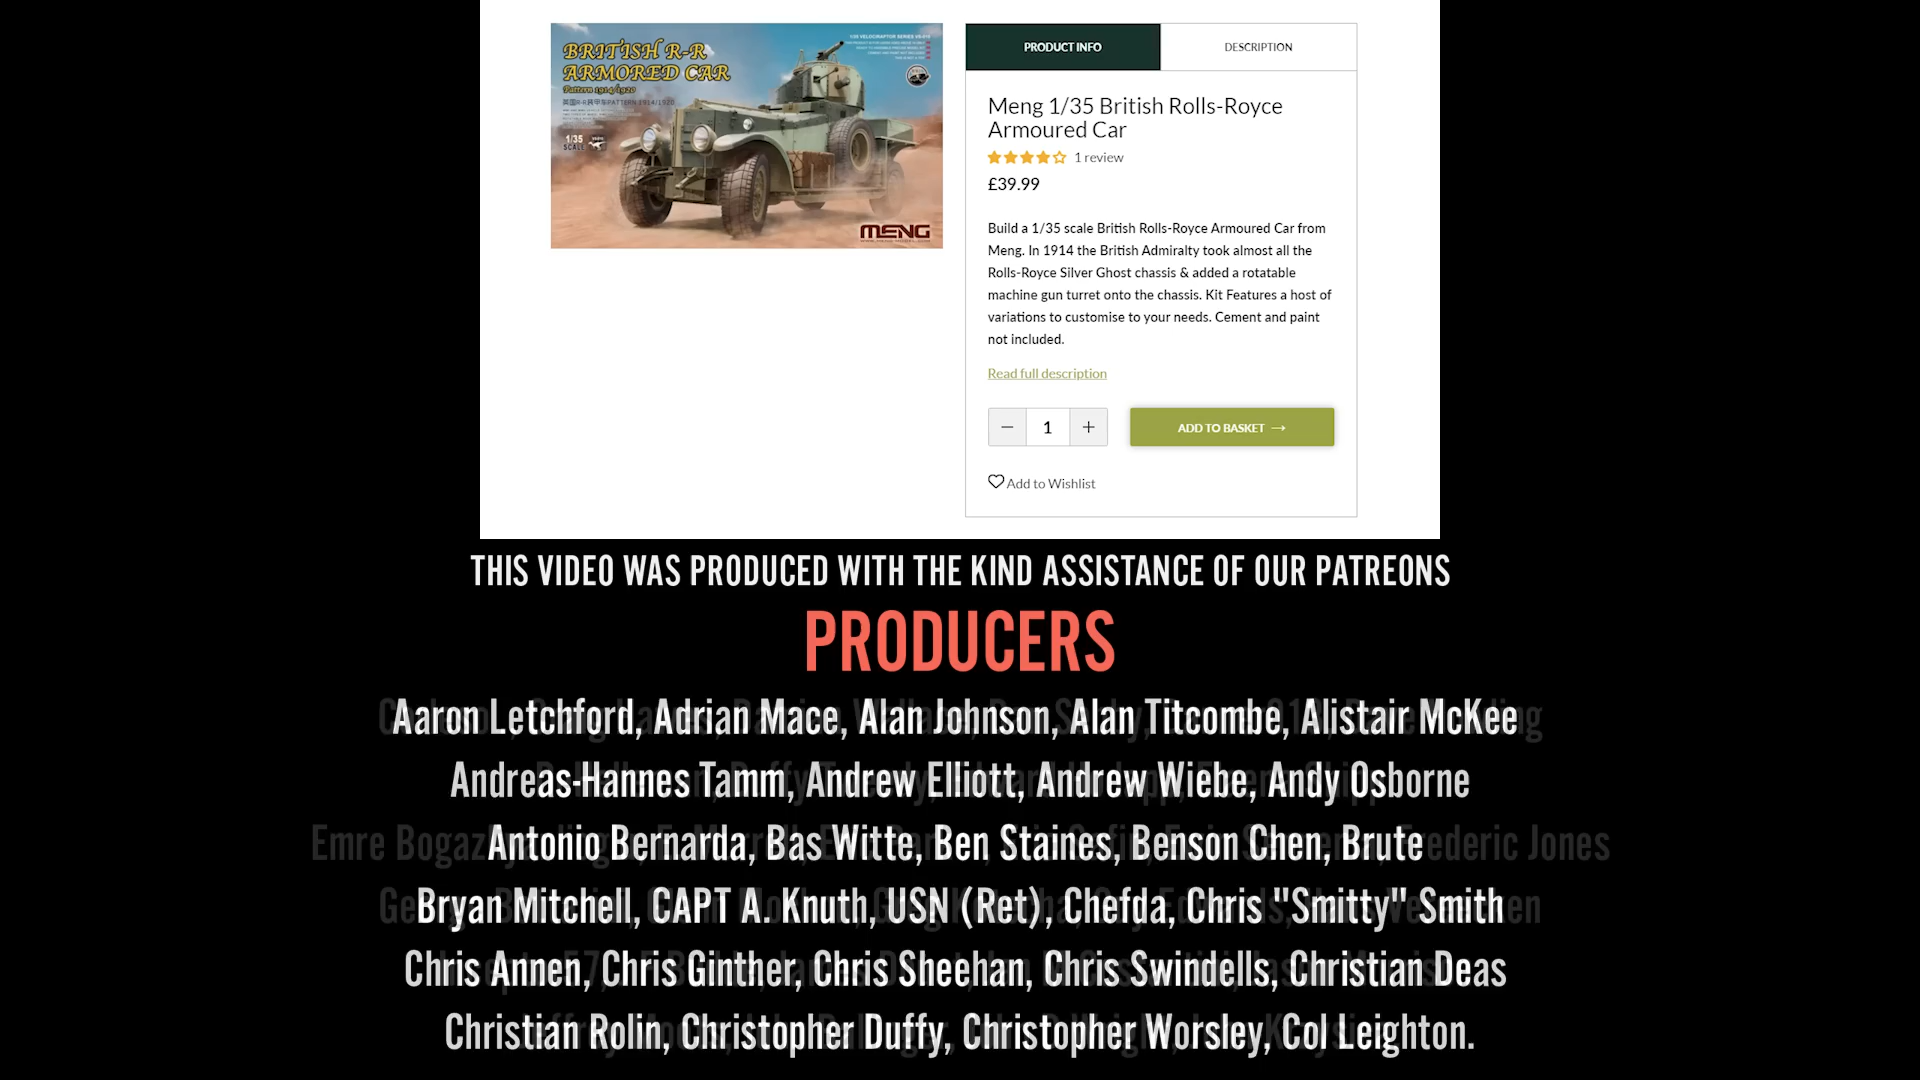 BRITISH R-R
ARMORED CAR
Pattern 1914/1920
1/35
SCALE
MENG
PRODUCT INFO
DESCRIPTION
Meng 1/35 British Rolls-Royce
Armoured Car
1 review
£39.99
Build a 1/35 scale British Rolls-Royce Armoured Car from
Meng. In 1914 the British Admiralty took almost all the
Rolls-Royce Silver Ghost chassis & added a rotatable
machine gun turret onto the chassis. Kit Features a host of
variations to customise to your needs. Cement and paint
not included.
Read full description
1
ADD TO BASKET →
Add to Wishlist
THIS VIDEO WAS PRODUCED WITH THE KIND ASSISTANCE OF OUR PATREONS
PRODUCERS
Aaron Letchford, Adrian Mace, Alan Johnson, Alan Titcombe, Alistair McKee
Andreas-Hannes Tamm, Andrew Elliott, Andrew Wiebe, Andy Osborne
Antonio Bernarda, Bas Witte, Ben Staines, Benson Chen, Brute
Bryan Mitchell, CAPT A. Knuth, USN (Ret), Chefda, Chris "Smitty" Smith
Chris Annen, Chris Ginther, Chris Sheehan, Chris Swindells, Christian Deas
Christian Rolin, Christopher Duffy, Christopher Worsley, Col Leighton.